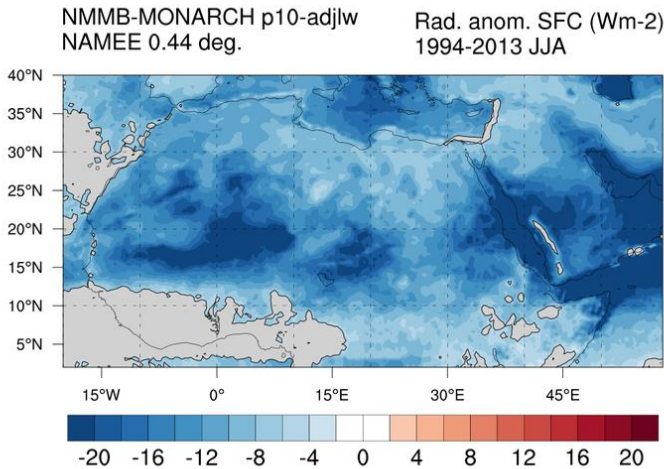 NMMB-MONARCH p10-adjlw
NAMEE 0.44 deg.
Rad. anom. SFC (Wm-2)
1994-2013 JJA
40°N
35°N
30°N
25°N
20°N
15°N
10°N
5°N
15°W 0° 15°E 30°E 45°E
-20 -16 -12 -8 -4 0 4 8 12 16 20